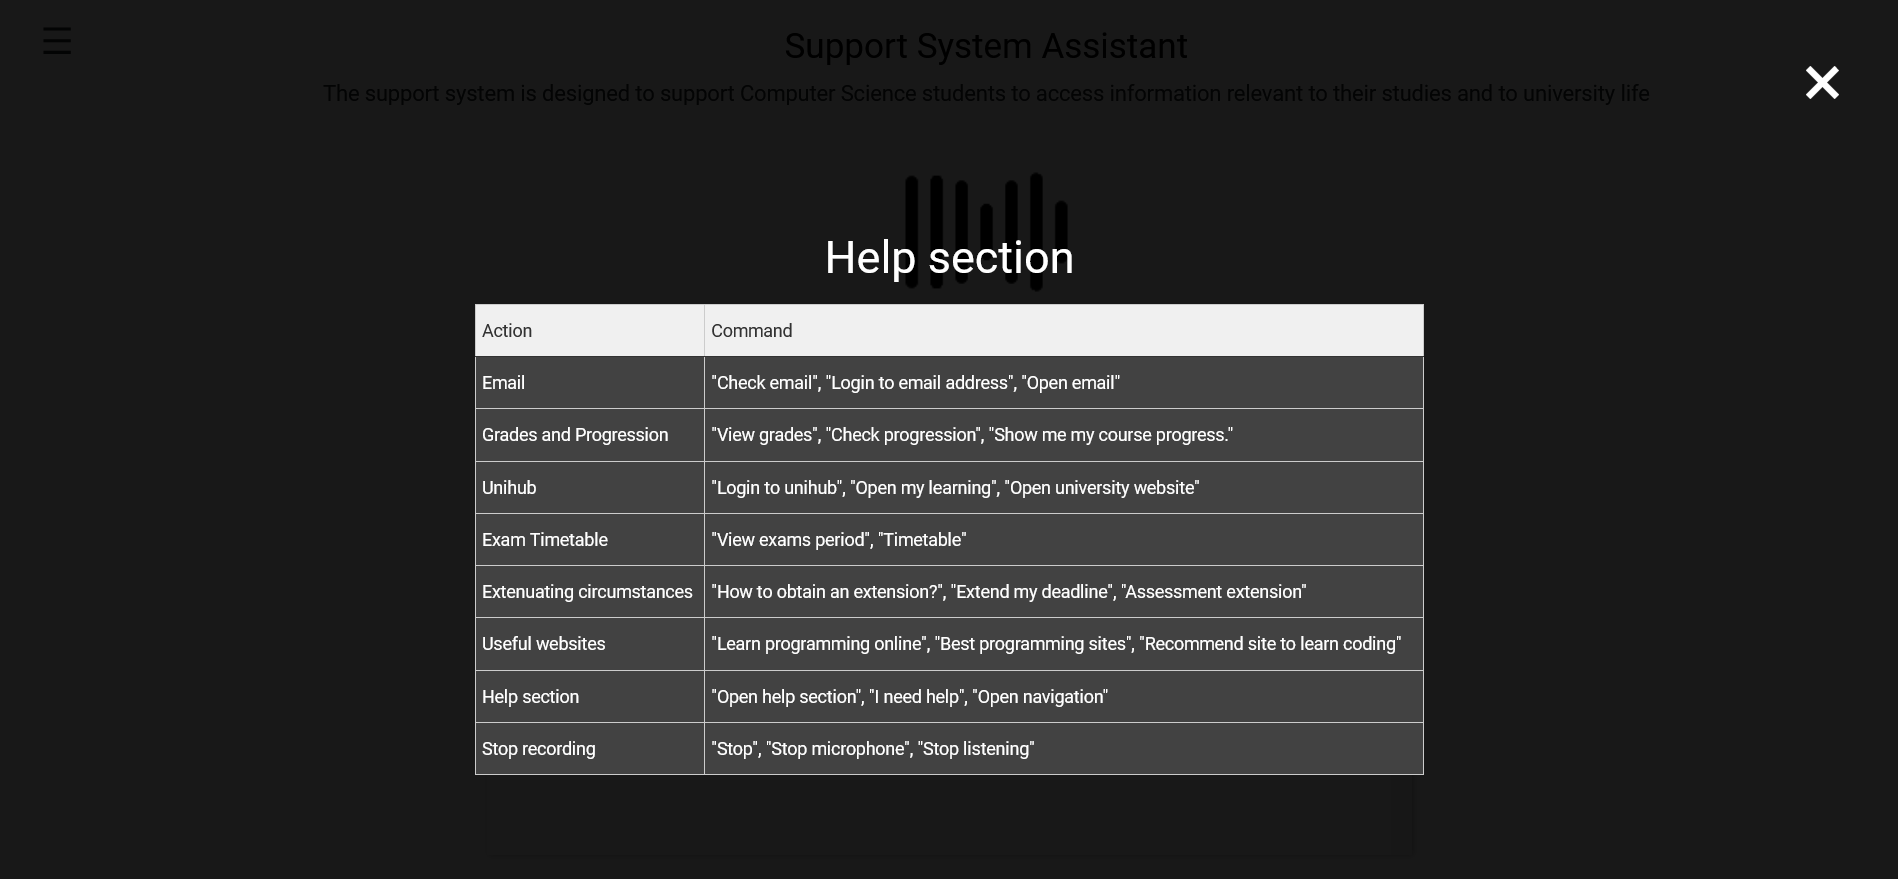 Support System Assistant
The support system is designed to support Computer Science students to access information relevant to their studies and to university life
Help section
Action Command
Email "Check email", "Login to email address", "Open email"
Grades and Progression "View grades", "Check progression", "Show me my course progress."
Unihub "Login to unihub", "Open my learning", "Open university website"
Exam Timetable "View exams period", "Timetable"
Extenuating circumstances "How to obtain an extension?", "Extend my deadline", "Assessment extension"
Useful websites "Learn programming online", "Best programming sites", "Recommend site to learn coding"
Help section "Open help section", "I need help", "Open navigation"
Stop recording "Stop", "Stop microphone", "Stop listening"